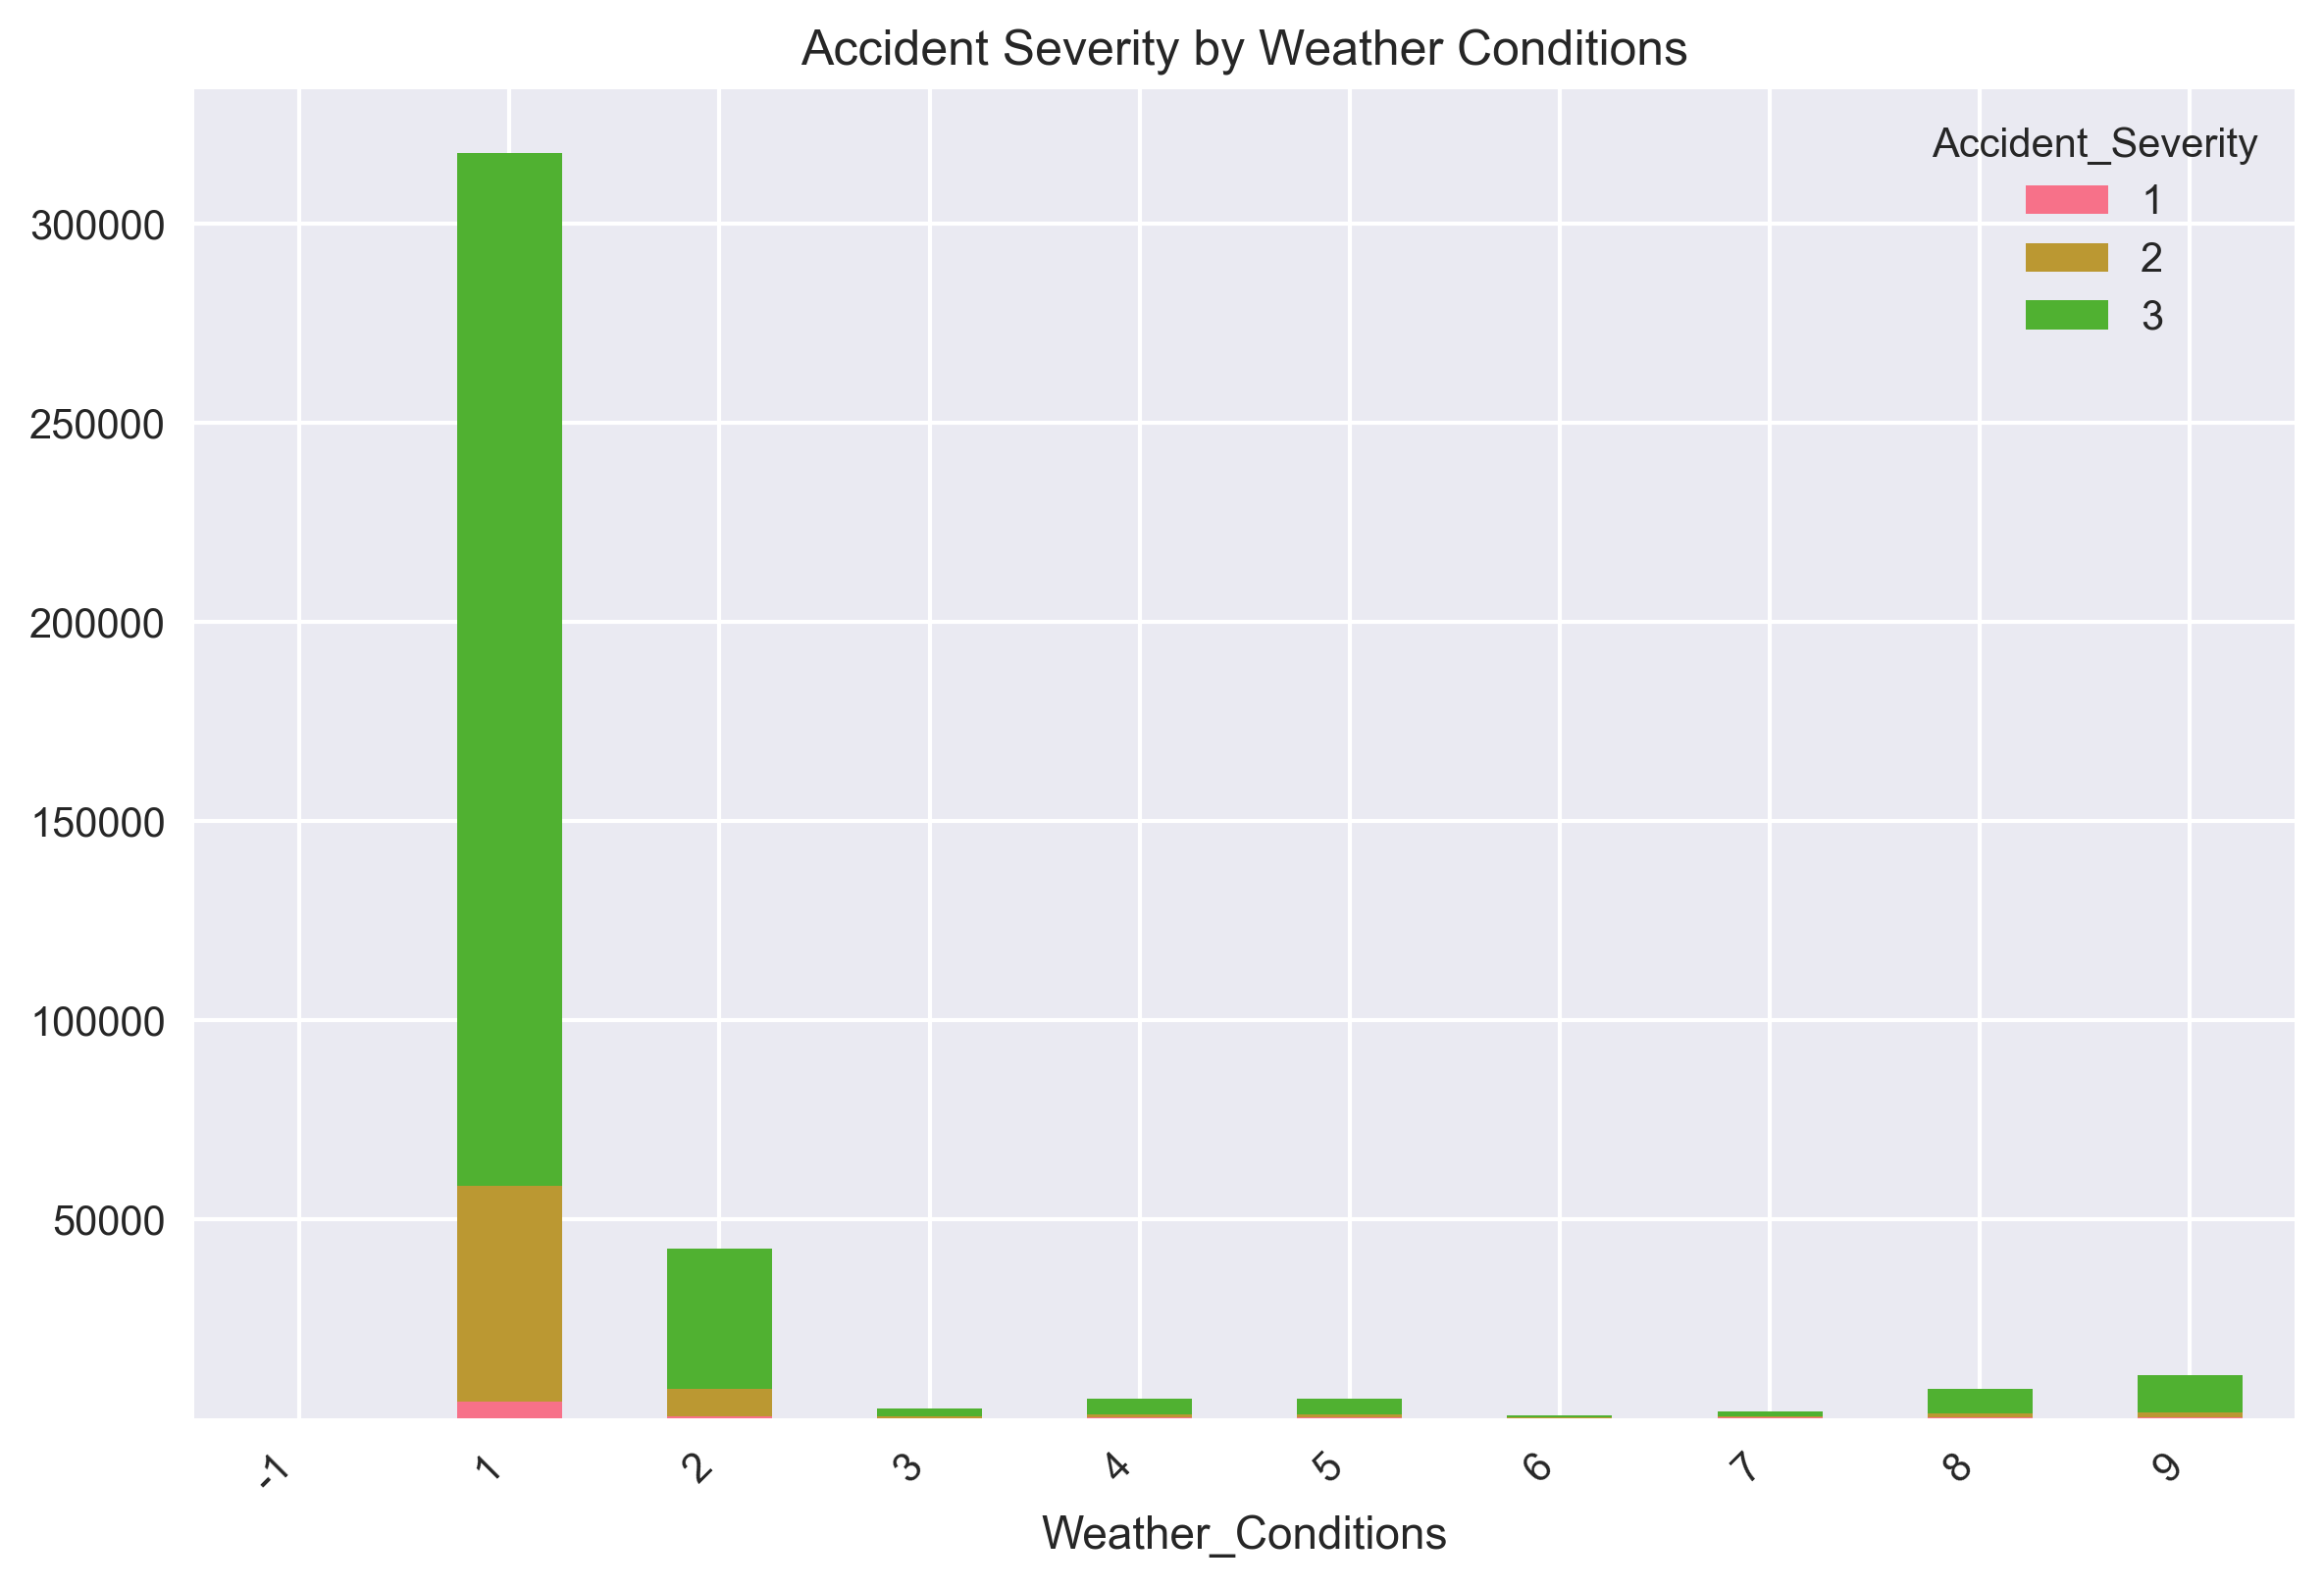 Accident Severity by Weather Conditions
Accident_Severity
1
2
3
300000
250000
200000
150000
100000
50000
-1 1 2 3 4 5 6 7 8 9
Weather_Conditions